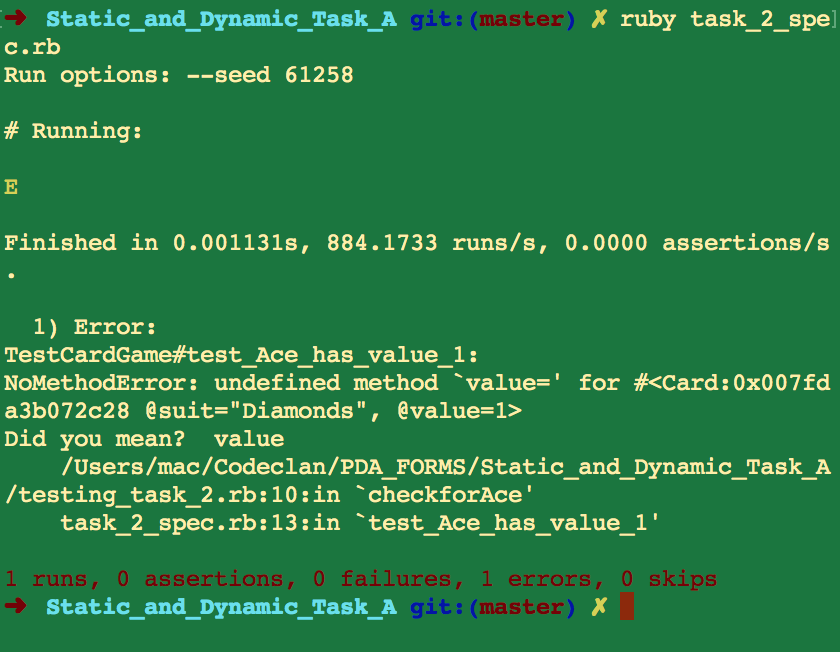 ➜ Static_and_Dynamic_Task_A git:(master) ✗ ruby task_2_spe
c.rb
Run options: --seed 61258
# Running:
E
Finished in 0.001131s, 884.1733 runs/s, 0.0000 assertions/s
.
1) Error:
TestCardGame#test_Ace_has_value_1:
NoMethodError: undefined method `value=' for #<Card:0x007fd
a3b072c28 @suit="Diamonds", @value=1>
Did you mean?  value
/Users/mac/Codeclan/PDA_FORMS/Static_and_Dynamic_Task_A
/testing_task_2.rb:10:in `checkforAce'
task_2_spec.rb:13:in `test_Ace_has_value_1'
1 runs, 0 assertions, 0 failures, 1 errors, 0 skips
➜ Static_and_Dynamic_Task_A git:(master) ✗